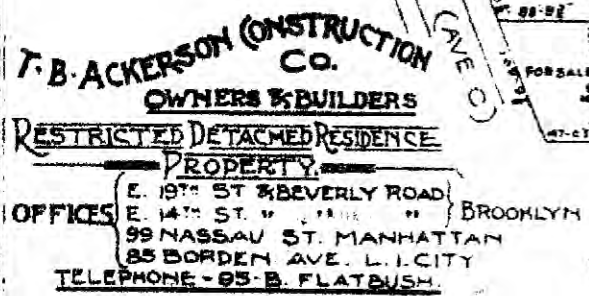 T. B. ACKERSON CONSTRUCTION
CO.
OWNERS & BUILDERS
RESTRICTED DETACHED RESIDENCE
PROPERTY.
OFFICES
E. 19TH ST & BEVERLY ROAD
E. 14TH ST. " " "
BROOKLYN
99 NASSAU ST. MANHATTAN
85 BORDEN AVE. L. I. CITY
TELEPHONE - 95-B. FLATBUSH.
(AVE C)
FOR SALE